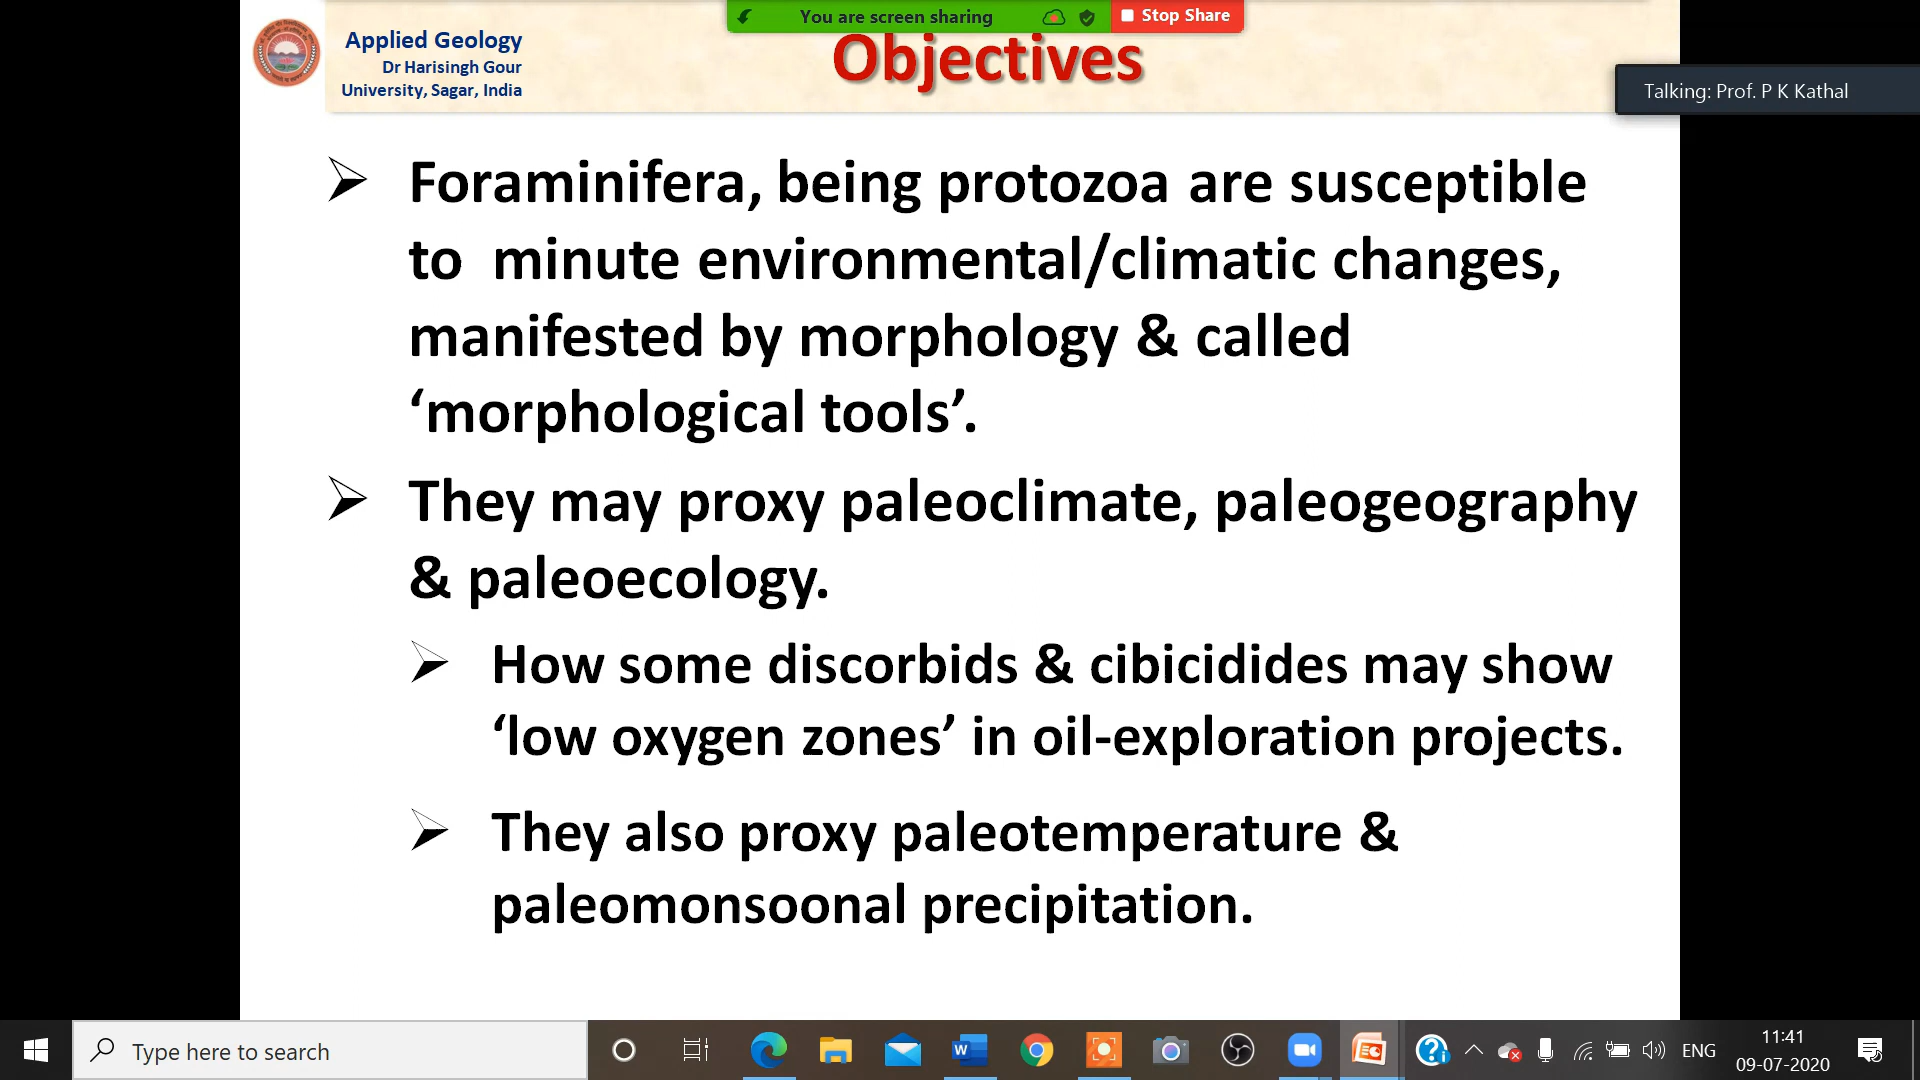 You are screen sharing
Stop Share
Applied Geology
Dr Harisingh Gour
University, Sagar, India
Objectives
Talking: Prof. P K Kathal
Foraminifera, being protozoa are susceptible
to minute environmental/climatic changes,
manifested by morphology & called
‘morphological tools’.
They may proxy paleoclimate, paleogeography
& paleoecology.
How some discorbids & cibicidides may show
‘low oxygen zones’ in oil-exploration projects.
They also proxy paleotemperature &
paleomonsoonal precipitation.
Type here to search
ENG
11:41
09-07-2020